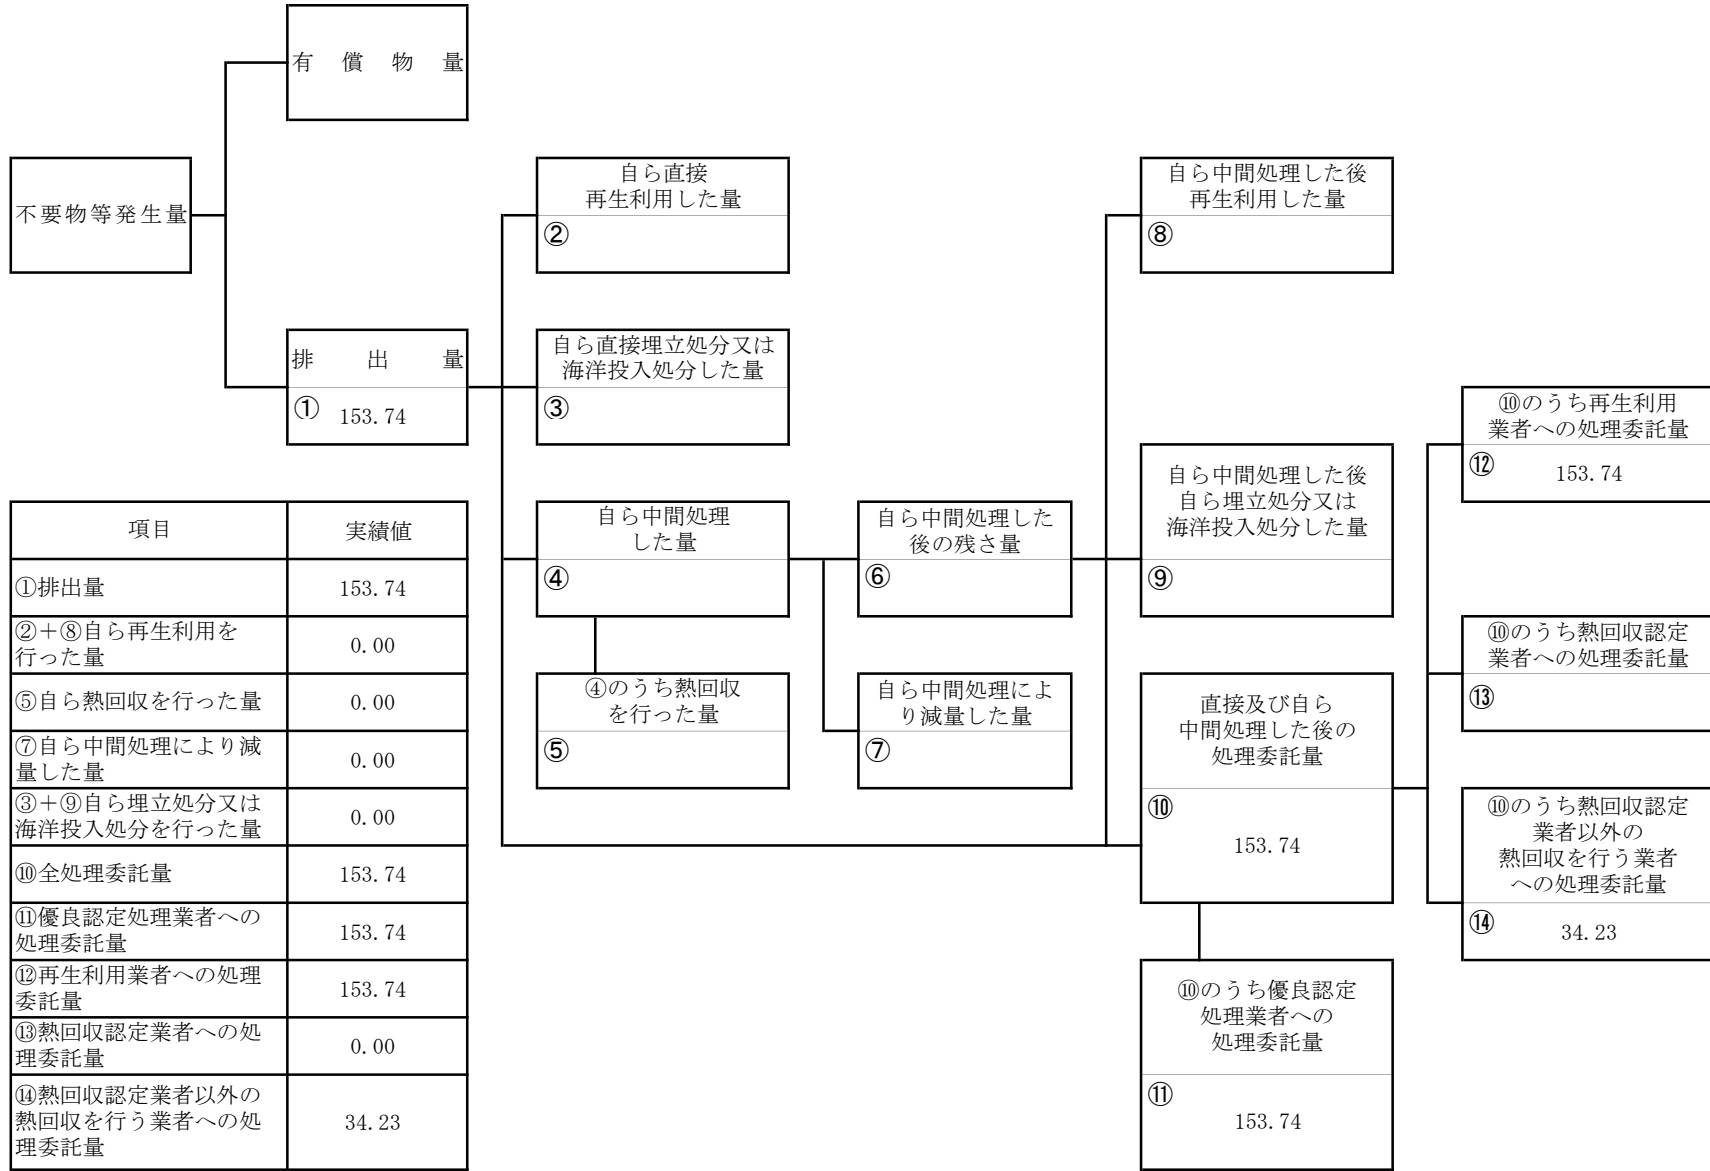 有償物量
不要物等発生量
排出量
①
153.74
自ら直接
再生利用した量
②
自ら直接埋立処分又は
海洋投入処分した量
③
自ら中間処理
した量
④
④のうち熱回収
を行った量
⑤
自ら中間処理した
後の残さ量
⑥
自ら中間処理によ
り減量した量
⑦
自ら中間処理した後
再生利用した量
⑧
自ら中間処理した後
自ら埋立処分又は
海洋投入処分した量
⑨
直接及び自ら
中間処理した後の
処理委託量
⑩
153.74
⑩のうち優良認定
処理業者への
処理委託量
⑪
153.74
⑩のうち再生利用
業者への処理委託量
⑫
153.74
⑩のうち熱回収認定
業者への処理委託量
⑬
⑩のうち熱回収認定
業者以外の
熱回収を行う業者
への処理委託量
⑭
34.23
項目 実績値
①排出量 153.74
②+⑧自ら再生利用を
行った量 0.00
⑤自ら熱回収を行った量 0.00
⑦自ら中間処理により減
量した量 0.00
③+⑨自ら埋立処分又は
海洋投入処分を行った量 0.00
⑩全処理委託量 153.74
⑪優良認定処理業者への
処理委託量 153.74
⑫再生利用業者への処理
委託量 153.74
⑬熱回収認定業者への処
理委託量 0.00
⑭熱回収認定業者以外の
熱回収を行う業者への処
理委託量 34.23